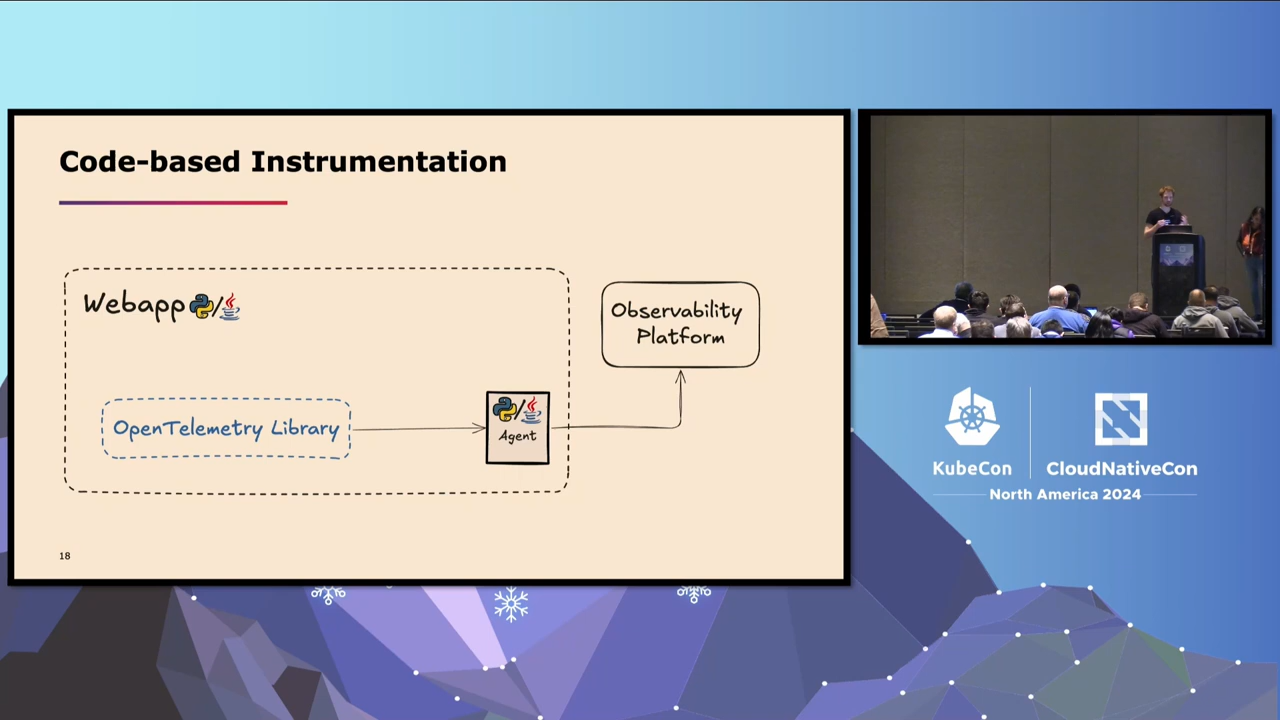 Code-based Instrumentation
Webapp /
OpenTelemetry Library
/
Agent
Observability
Platform
18
KubeCon
CloudNativeCon
North America 2024